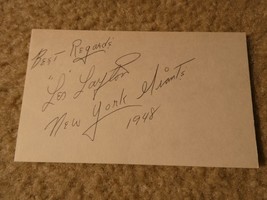 Best Regards
"Les" Layton
New York Giants
1948